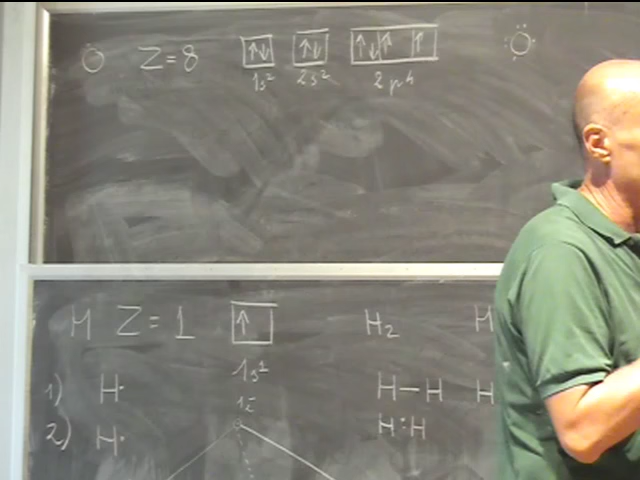 O Z=8 ↑↓ ↑↓ ↑↓ ↑ ↑ O
1s² 2s² 2p⁴
H Z=1 ↑ H₂ H
1s¹
1) H· H–H H
2) H· H:H